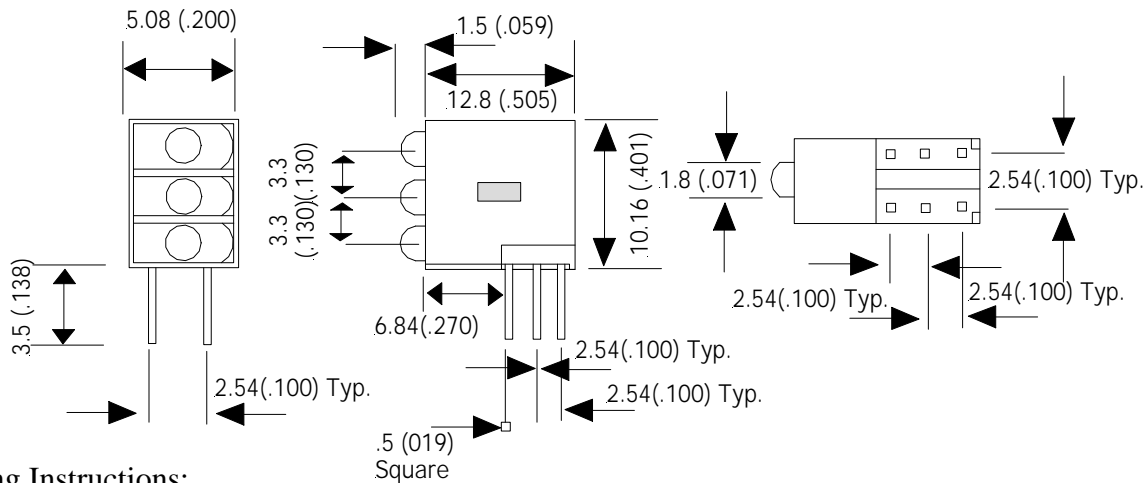 5.08 (.200)
1.5 (.059)
12.8 (.505)
3.3
(.130)
3.3
(.130)
10.16 (.401)
1.8 (.071)
2.54(.100) Typ.
3.5 (.138)
6.84(.270)
2.54(.100) Typ.
2.54(.100) Typ.
2.54(.100) Typ.
2.54(.100) Typ.
2.54(.100) Typ.
.5 (019)
Square
Instructions: